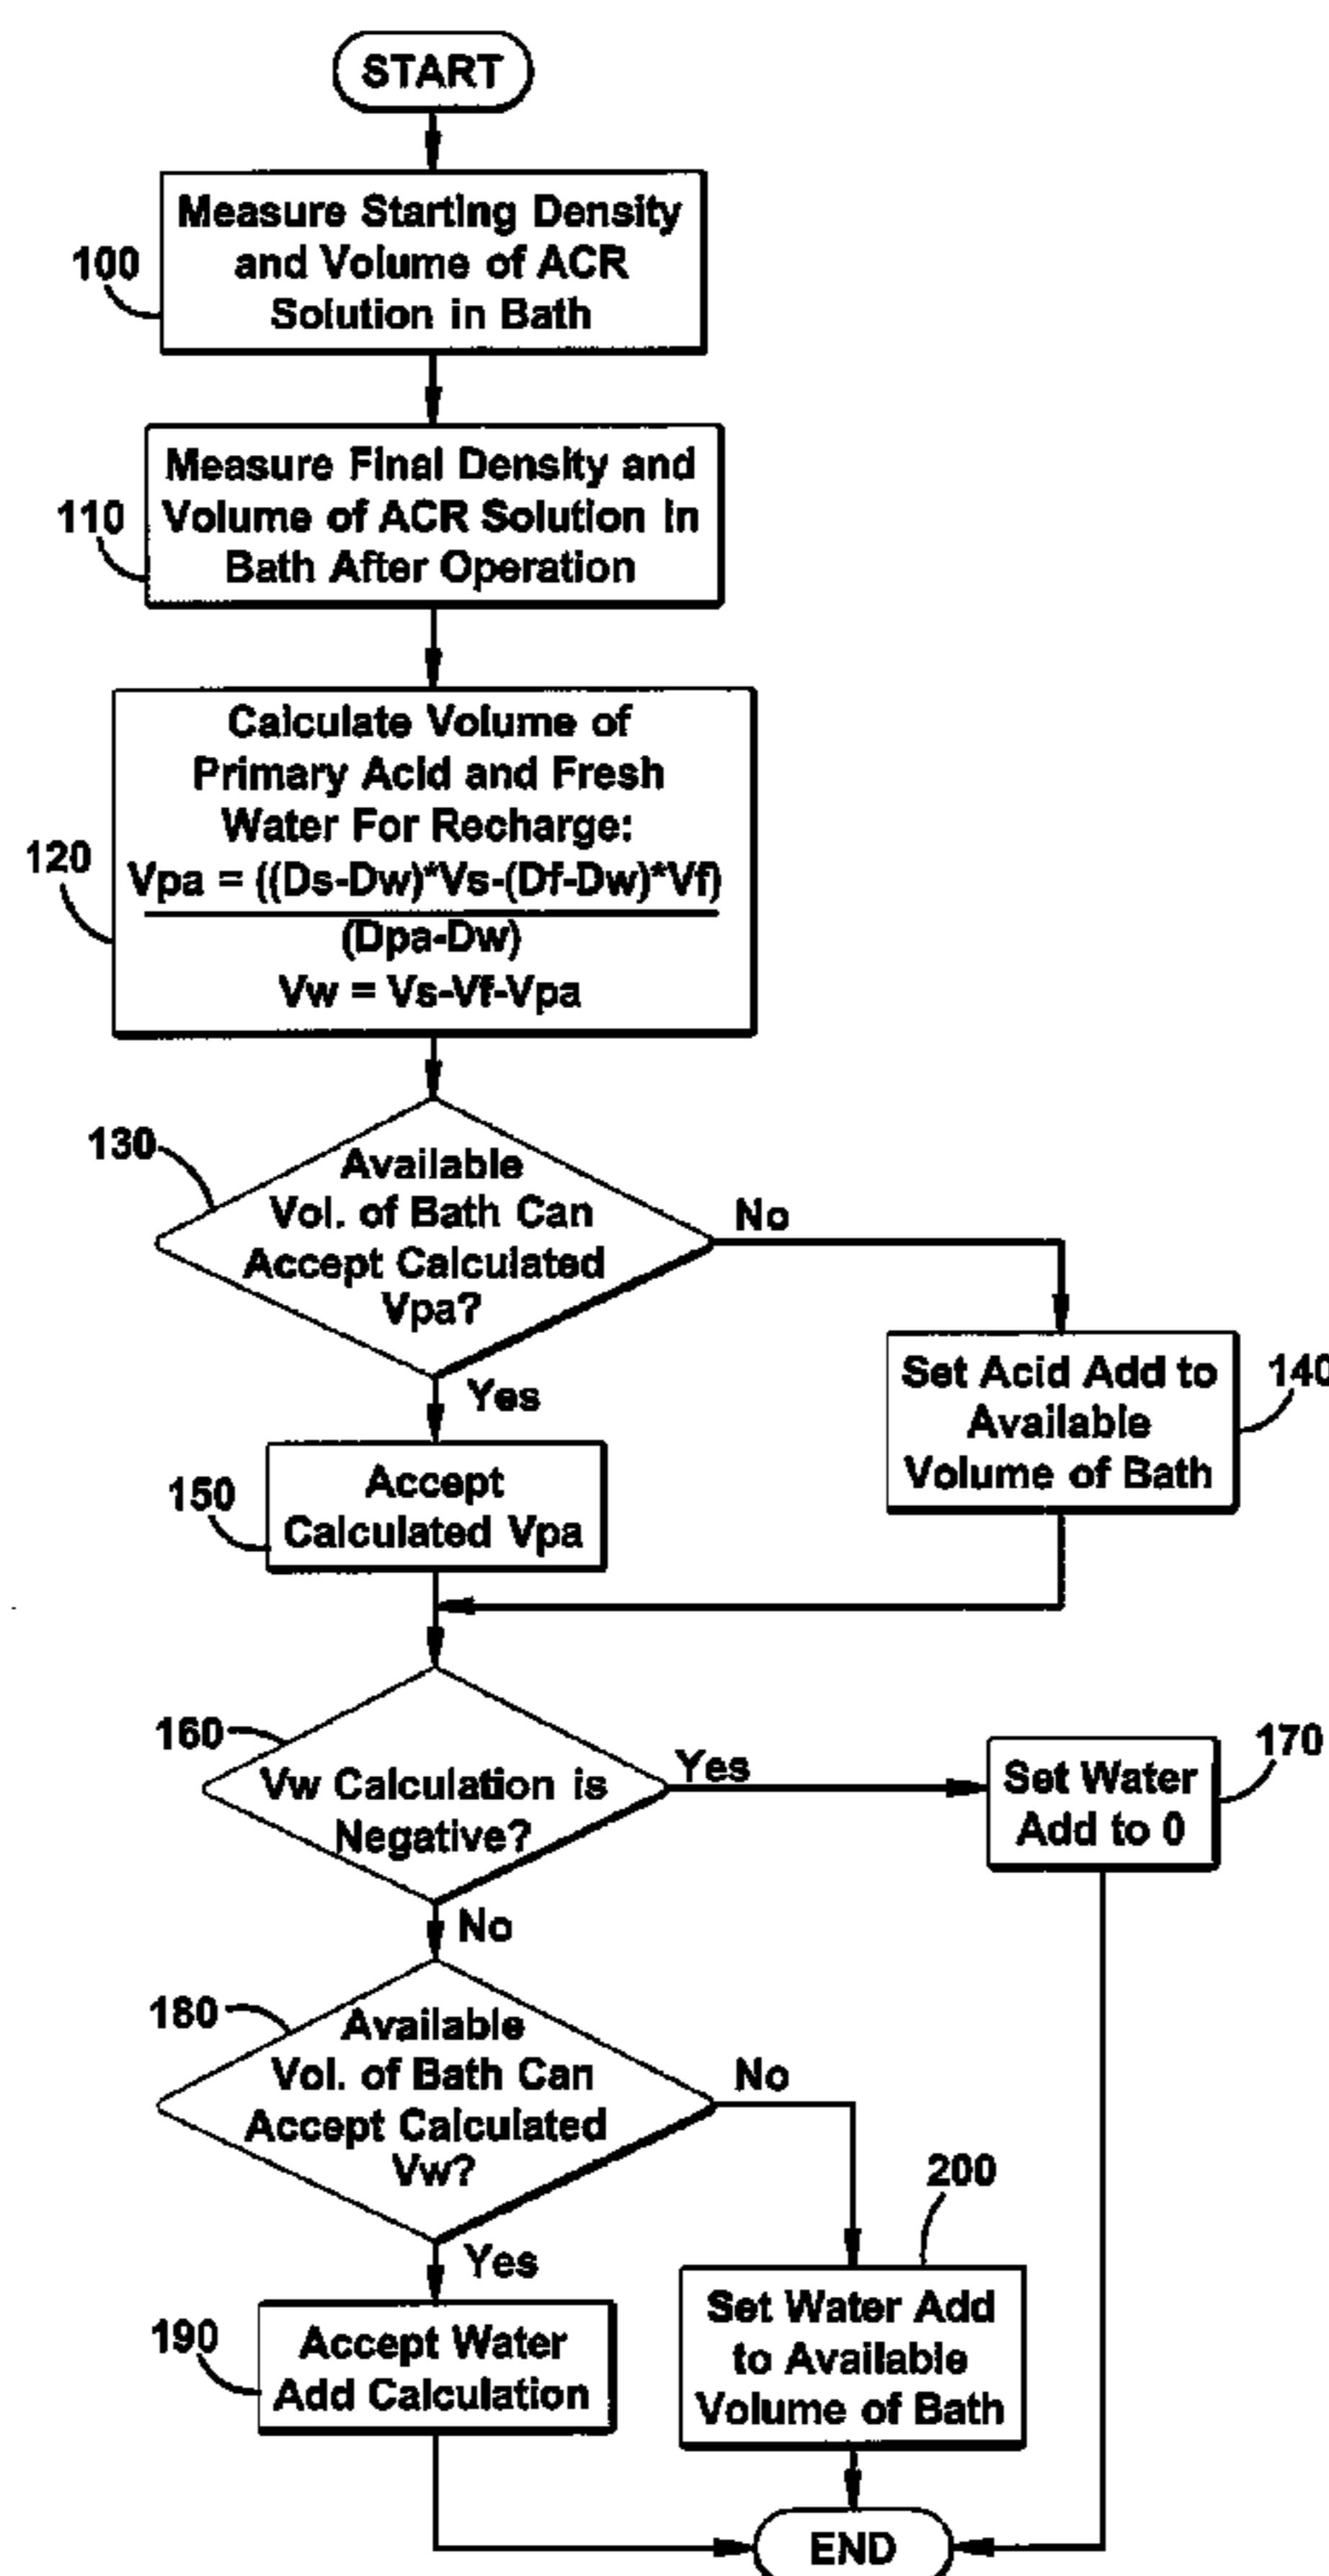 START
Measure Starting Density
and Volume of ACR
Solution in Bath
100
Measure Final Density and
Volume of ACR Solution in
Bath After Operation
110
Calculate Volume of
Primary Acid and Fresh
Water For Recharge:
Vpa = ((Ds-Dw)*Vs-(Df-Dw)*Vf)
(Dpa-Dw)
Vw = Vs-Vf-Vpa
120
130
Available
Vol. of Bath Can
Accept Calculated
Vpa?
No
Yes
Set Acid Add to
Available
Volume of Bath
140
150
Accept
Calculated Vpa
160
Vw Calculation is
Negative?
Yes
No
Set Water
Add to 0
170
180
Available
Vol. of Bath Can
Accept Calculated
Vw?
No
Yes
190
Accept Water
Add Calculation
200
Set Water Add
to Available
Volume of Bath
END